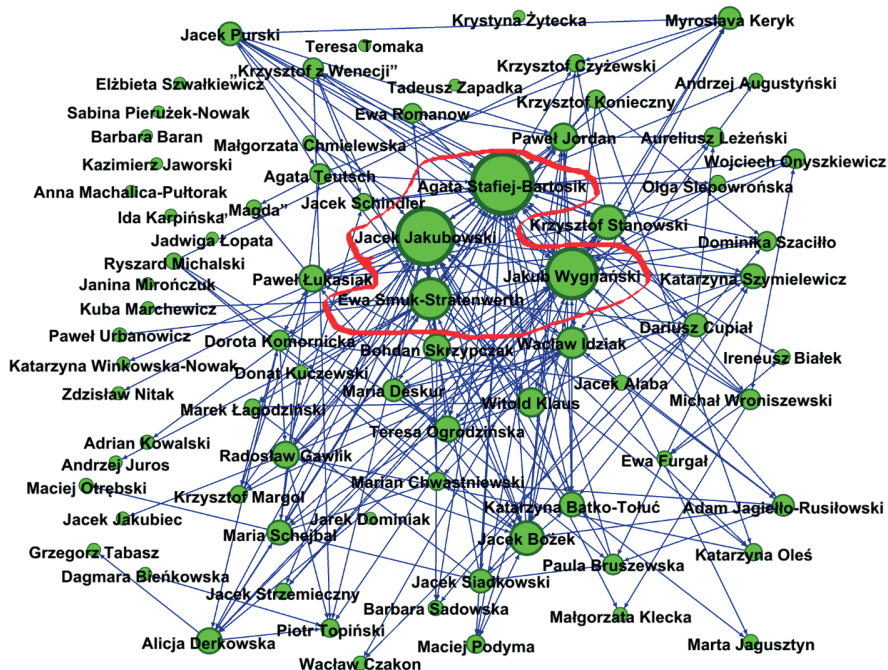 Krystyna Żytecka
Myrosława Keryk
Jacek Purski
Teresa Tomaka
„Krzysztof z Wenecji”
Krzysztof Czyżewski
Elżbieta Szwałkiewicz
Tadeusz Zapadka
Andrzej Augustyński
Krzysztof Konieczny
Sabina Pierużek-Nowak
Ewa Romanow
Barbara Baran
Małgorzata Chmielewska
Paweł Jordan
Aureliusz Leżeński
Kazimierz Jaworski
Wojciech Onyszkiewicz
Agata Teutsch
Agata Stafiej-Bartosik
Olga Ślepowrońska
Anna Machalica-Pułtorak
Jacek Schindler
Ida Karpińska
„Magda”
Krzysztof Stanowski
Jadwiga Łopata
Jacek Jakubowski
Dominika Szaciłło
Ryszard Michalski
Paweł Łukasiak
Jakub Wygnański
Katarzyna Szymielewicz
Janina Mirończuk
Ewa Smuk-Stratenwerth
Kuba Marchewicz
Dariusz Cupiał
Paweł Urbanowicz
Dorota Komornicka
Bohdan Skrzypczak
Wacław Idziak
Ireneusz Białek
Katarzyna Winkowska-Nowak
Donat Kuczewski
Jacek Ałaba
Zdzisław Nitak
Maria Deskur
Michał Wroniszewski
Marek Łagodziński
Witold Klaus
Teresa Ogrodzińska
Adrian Kowalski
Radosław Gawlik
Ewa Furgał
Andrzej Juros
Maciej Otrębski
Krzysztof Margol
Marian Chwastniewski
Katarzyna Batko-Tołuć
Adam Jagiełło-Rusiłowski
Jacek Jakubiec
Jarek Dominiak
Maria Schejbal
Jacek Bożek
Grzegorz Tabasz
Katarzyna Oleś
Paula Bruszewska
Dagmara Bieńkowska
Jacek Siadkowski
Jacek Strzemieczny
Barbara Sadowska
Małgorzata Klecka
Piotr Topiński
Alicja Derkowska
Maciej Podyma
Marta Jagusztyn
Wacław Czakon